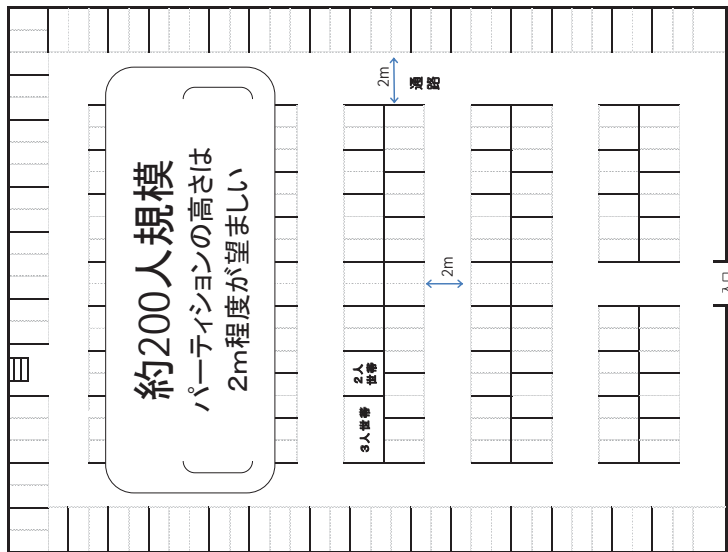 約200人規模
パーティションの高さは
2m程度が望ましい
2m
通路
2m
2人
世帯
3人世帯